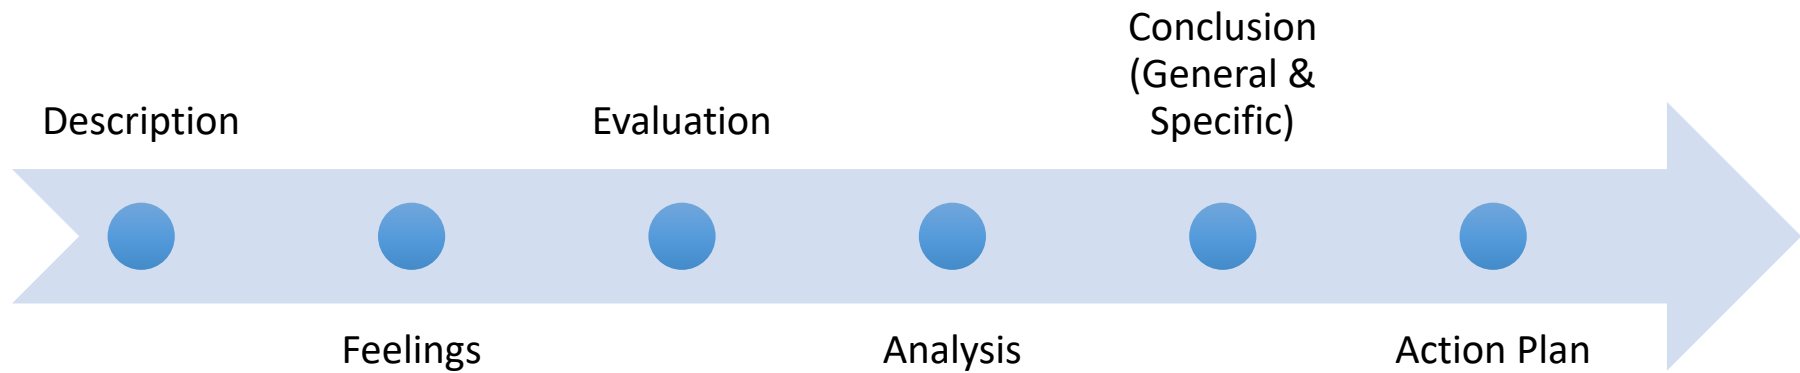 Description
Feelings
Evaluation
Analysis
Conclusion
(General &
Specific)
Action Plan